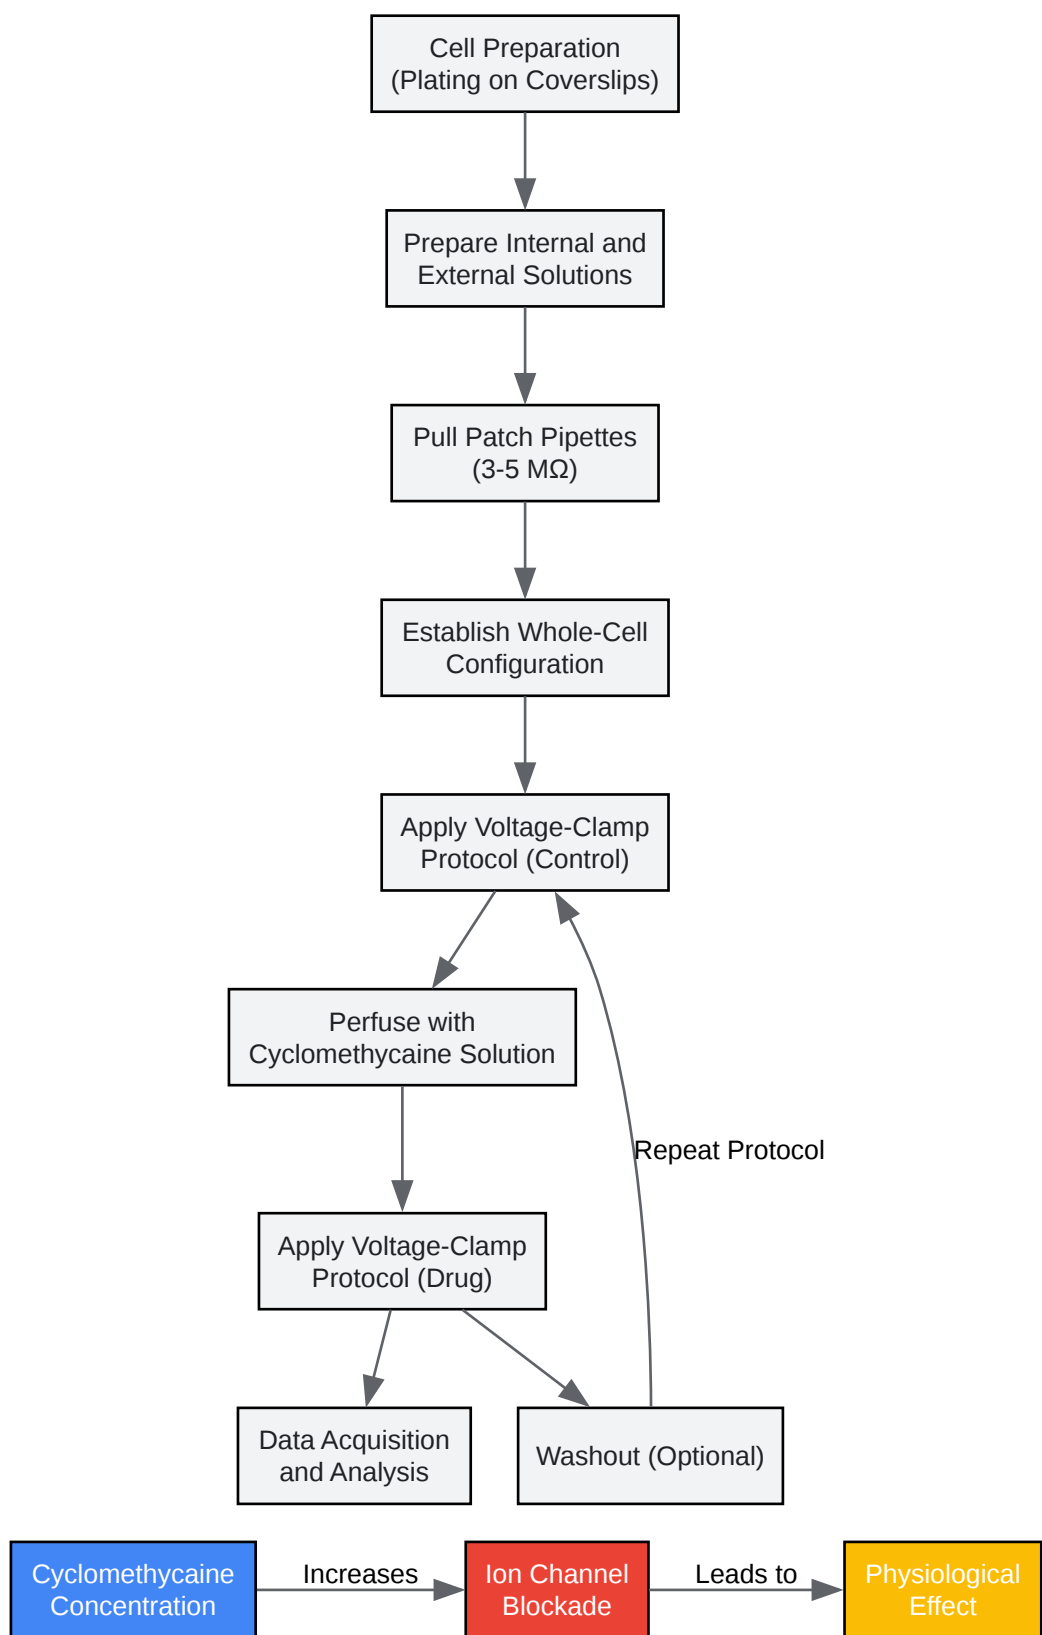 Cell Preparation
(Plating on Coverslips)
Prepare Internal and
External Solutions
Pull Patch Pipettes
(3-5 MΩ)
Establish Whole-Cell
Configuration
Apply Voltage-Clamp
Protocol (Control)
Perfuse with
Cyclomethycaine Solution
Repeat Protocol
Apply Voltage-Clamp
Protocol (Drug)
Data Acquisition
and Analysis
Washout (Optional)
Cyclomethycaine
Concentration
Increases
Ion Channel
Blockade
Leads to
Physiological
Effect